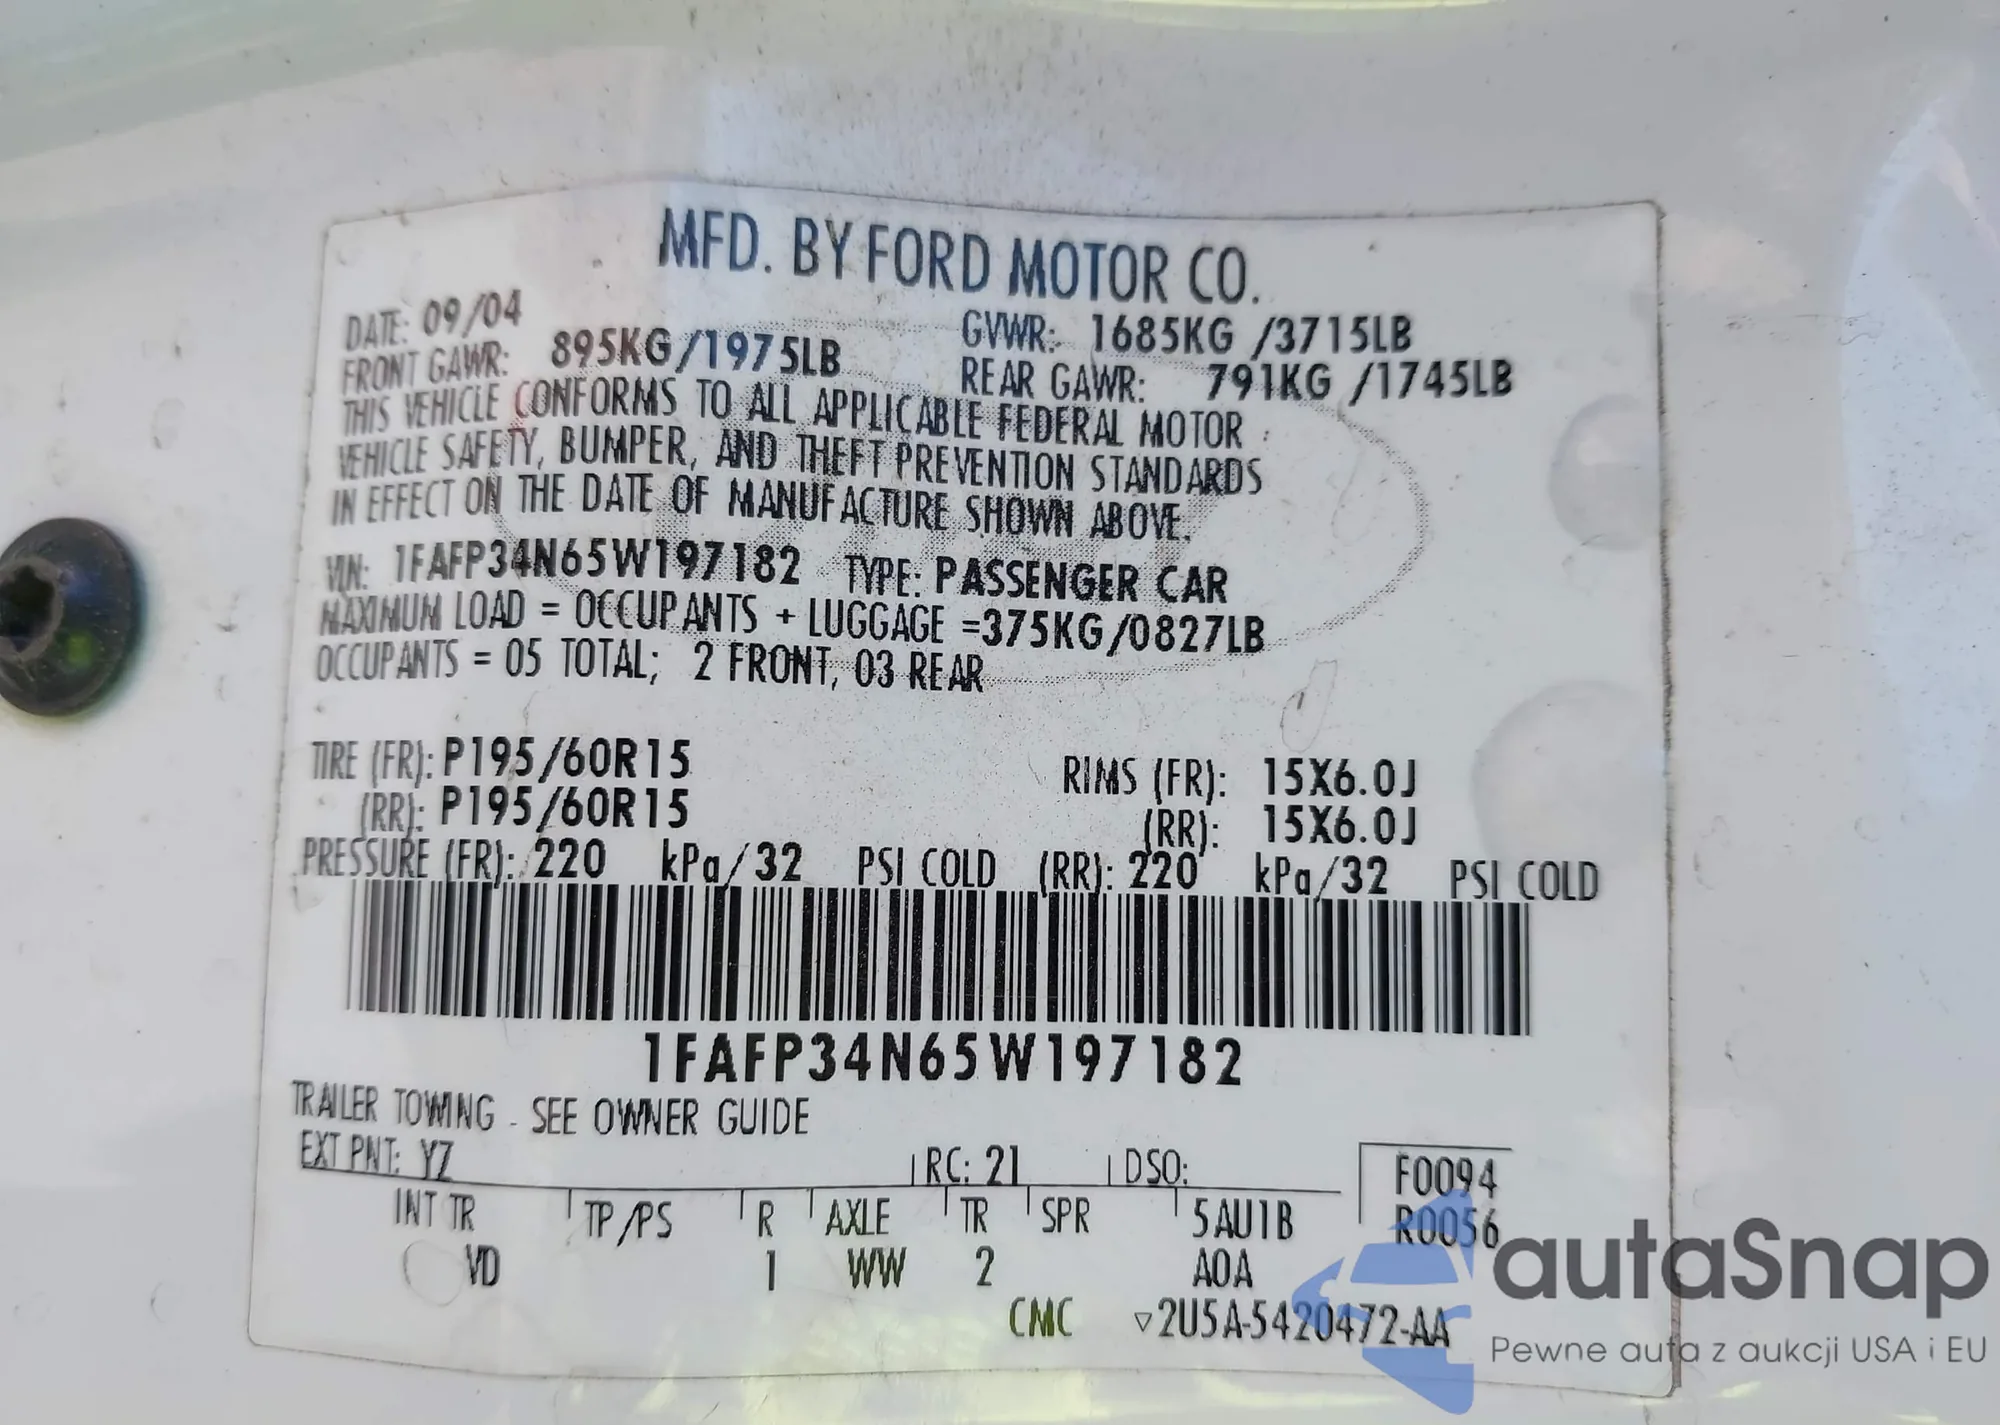 MFD. BY FORD MOTOR CO.
DATE: 09/04 GVWR: 1685KG /3715LB
FRONT GAWR: 895KG/1975LB REAR GAWR: 791KG /1745LB
THIS VEHICLE CONFORMS TO ALL APPLICABLE FEDERAL MOTOR
VEHICLE SAFETY, BUMPER, AND THEFT PREVENTION STANDARDS
IN EFFECT ON THE DATE OF MANUFACTURE SHOWN ABOVE.
VIN: 1FAFP34N65W197182 TYPE: PASSENGER CAR
MAXIMUM LOAD = OCCUPANTS + LUGGAGE =375KG/0827LB
OCCUPANTS = 05 TOTAL; 2 FRONT, 03 REAR
TIRE (FR): P195/60R15 RIMS (FR): 15X6.0J
(RR): P195/60R15 (RR): 15X6.0J
PRESSURE (FR): 220 kPa/32 PSI COLD (RR): 220 kPa/32 PSI COLD
1FAFP34N65W197182
TRAILER TOWING - SEE OWNER GUIDE
EXT PNT: YZ RC: 21 DSO: F0094
INT TR TP/PS R AXLE TR SPR 5AU1B R0056
VD 1 WW 2 A0A
CMC ▽2U5A-5420472-AA
autaSnap
Pewne auta z aukcji USA i EU